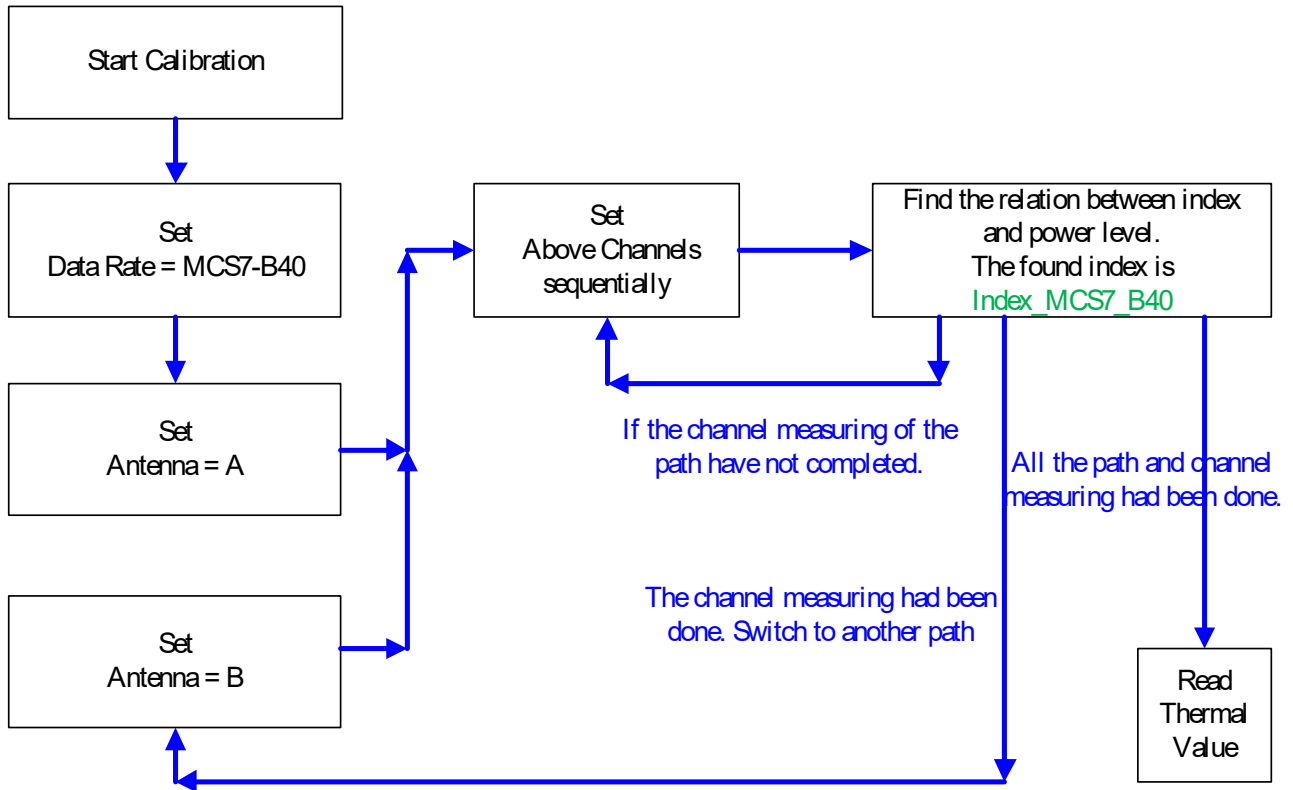 Start Calibration
Set
Data Rate = MCS7-B40
Set
Antenna = A
Set
Antenna = B
Set
Above Channels
sequentially
Find the relation between index
and power level.
The found index is
Index_MCS7_B40
If the channel measuring of the
path have not completed.
All the path and channel
measuring had been done.
The channel measuring had been
done. Switch to another path
Read
Thermal
Value